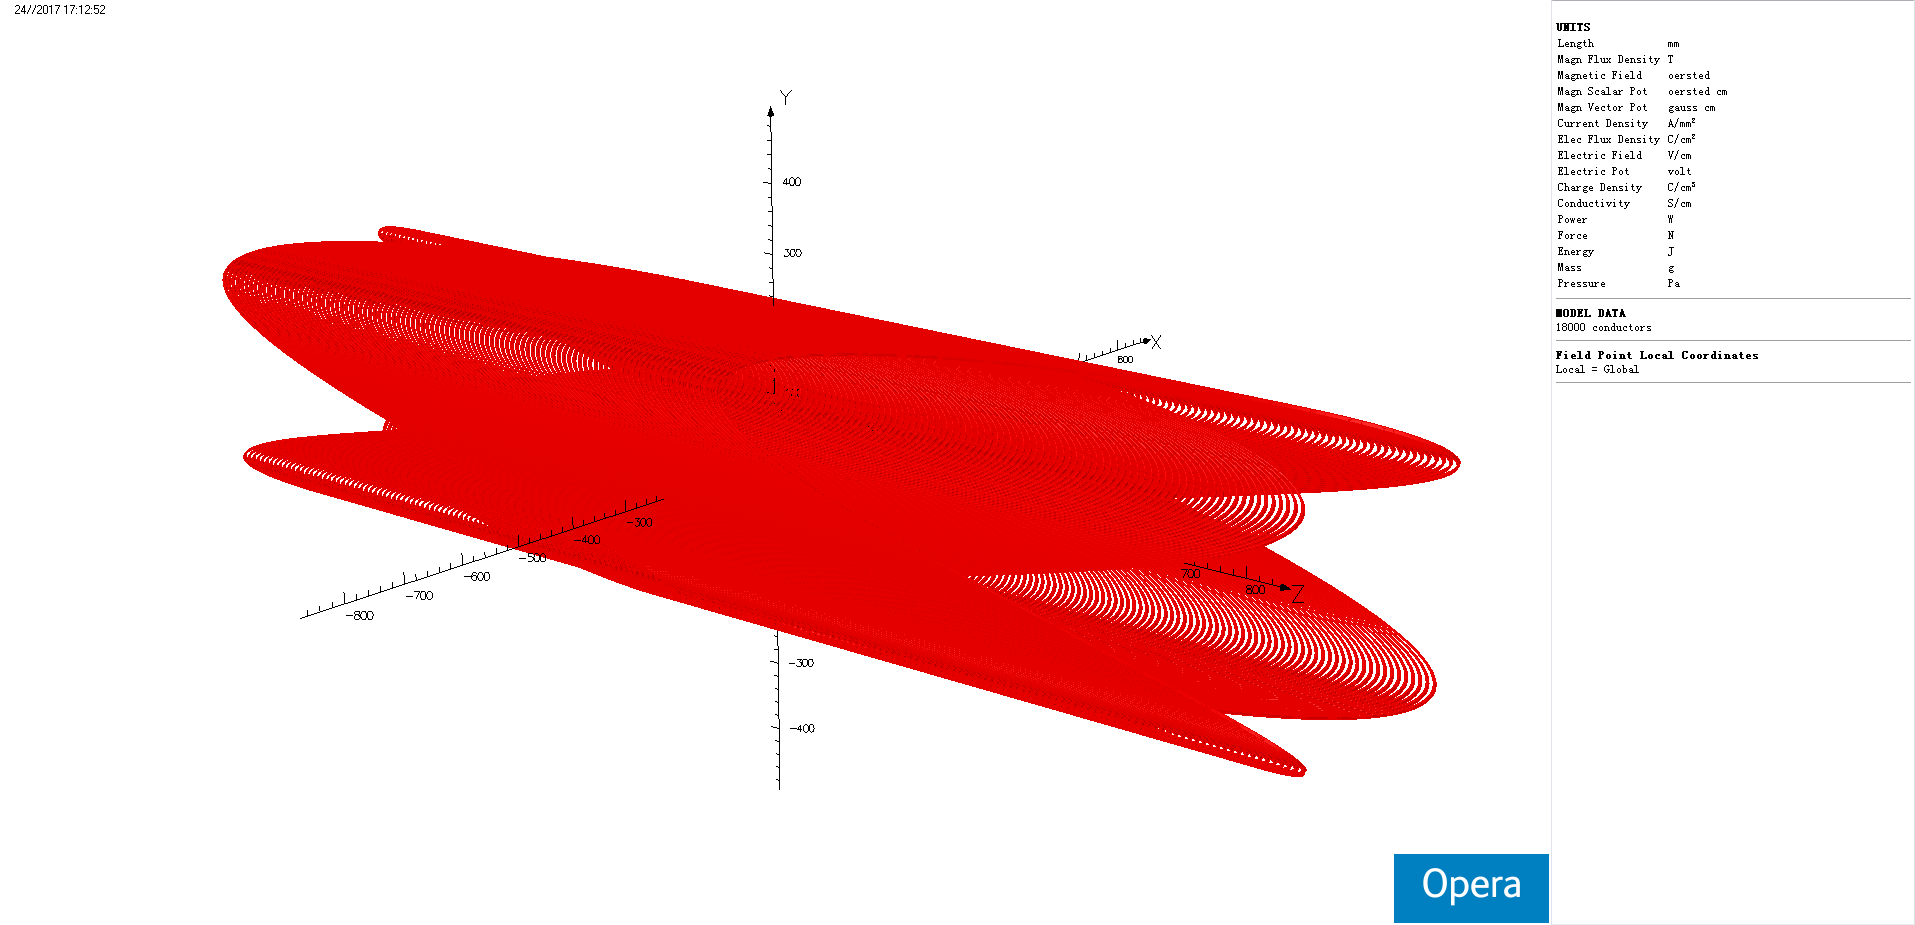 24//2017 17:12:52
Y
400
300
X
800
-300
-400
-500
-600
-700
-800
700
800
Z
-300
-400
UNITS
Length mm
Magn Flux Density T
Magnetic Field oersted
Magn Scalar Pot oersted cm
Magn Vector Pot gauss cm
Current Density A/mm²
Elec Flux Density C/cm²
Electric Field V/cm
Electric Pot volt
Charge Density C/cm³
Conductivity S/cm
Power W
Force N
Energy J
Mass g
Pressure Pa
MODEL DATA
18000 conductors
Field Point Local Coordinates
Local = Global
Opera